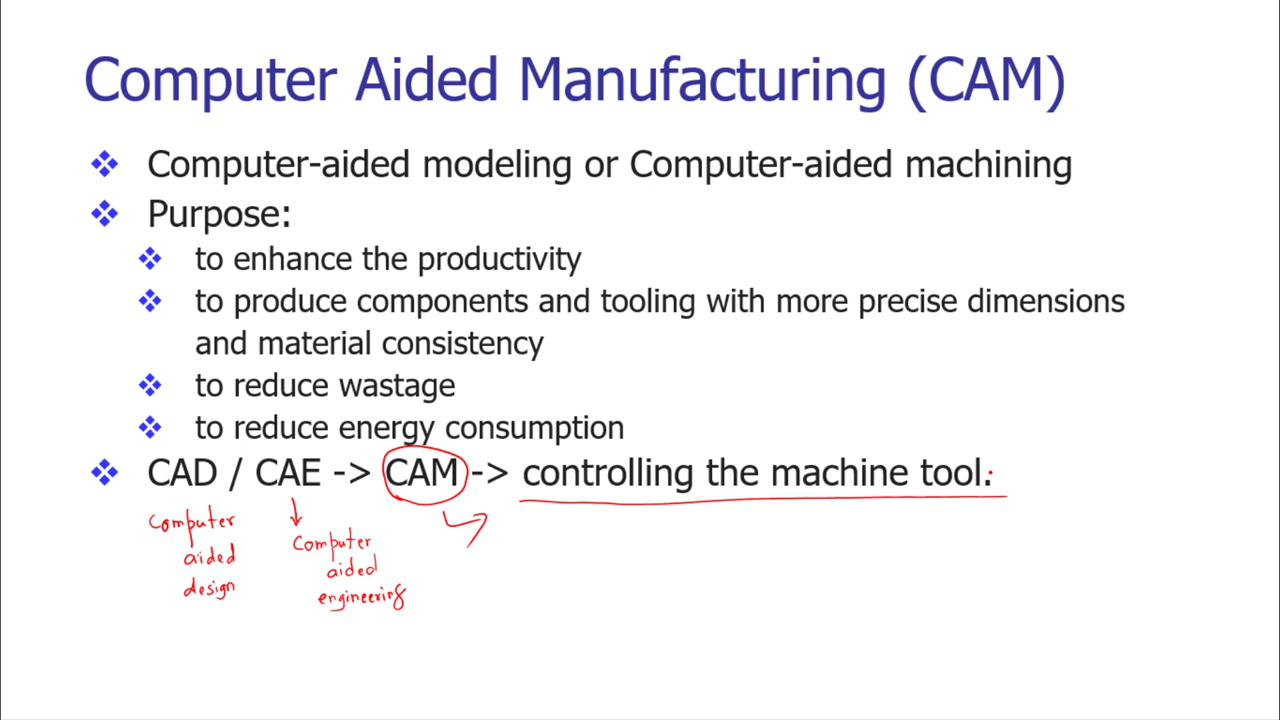 Computer Aided Manufacturing (CAM)
Computer-aided modeling or Computer-aided machining
Purpose:
to enhance the productivity
to produce components and tooling with more precise dimensions
and material consistency
to reduce wastage
to reduce energy consumption
CAD / CAE -> CAM -> controlling the machine tool.
Computer
aided
design
Computer
aided
engineering